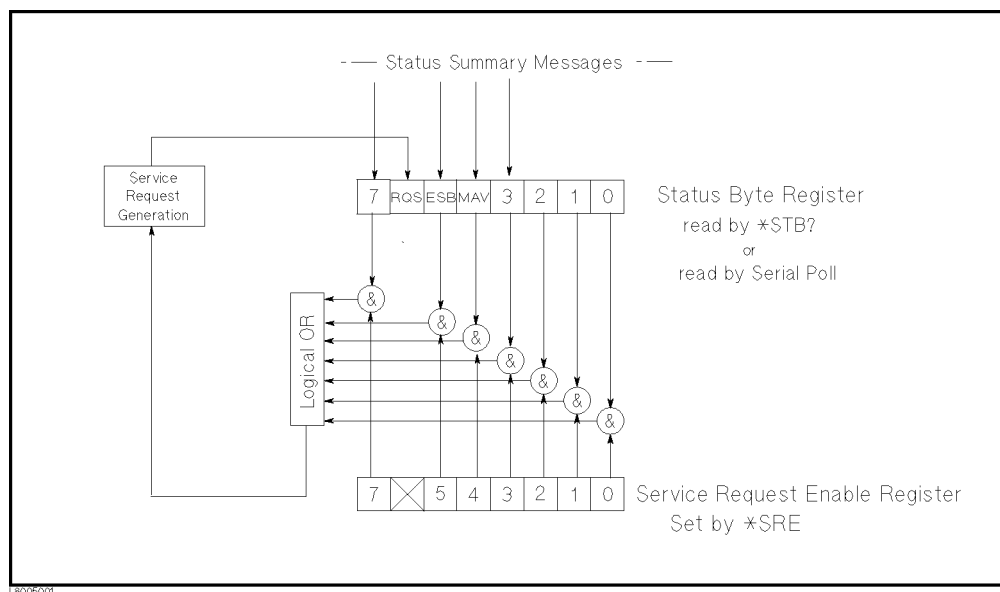 Status Summary Messages
Service
Request
Generation
7 RQS ESB MAV 3 2 1 0
Status Byte Register
read by *STB?
or
read by Serial Poll
Logical OR
&
&
&
&
&
&
&
7 5 4 3 2 1 0
Service Request Enable Register
Set by *SRE
8005001